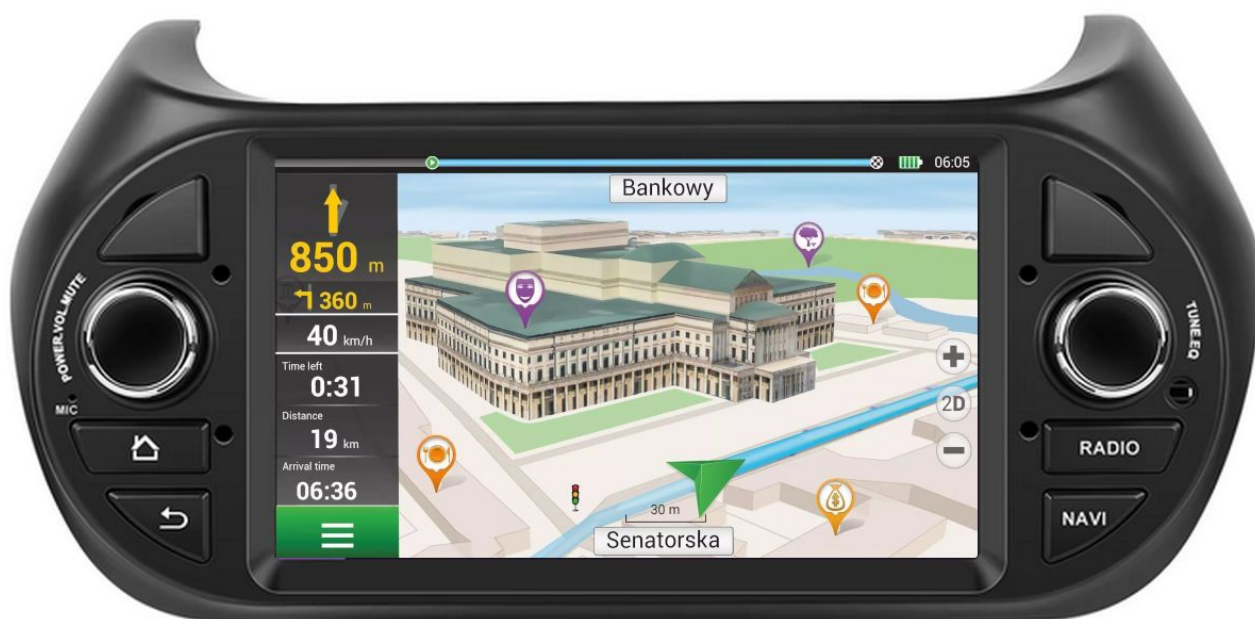 06:05
Bankowy
850 m
360 m
40 km/h
Time left
0:31
Distance
19 km
Arrival time
06:36
2D
30 m
Senatorska
POWER.VOL.MUTE
MIC
TUNE.EQ
RADIO
NAVI